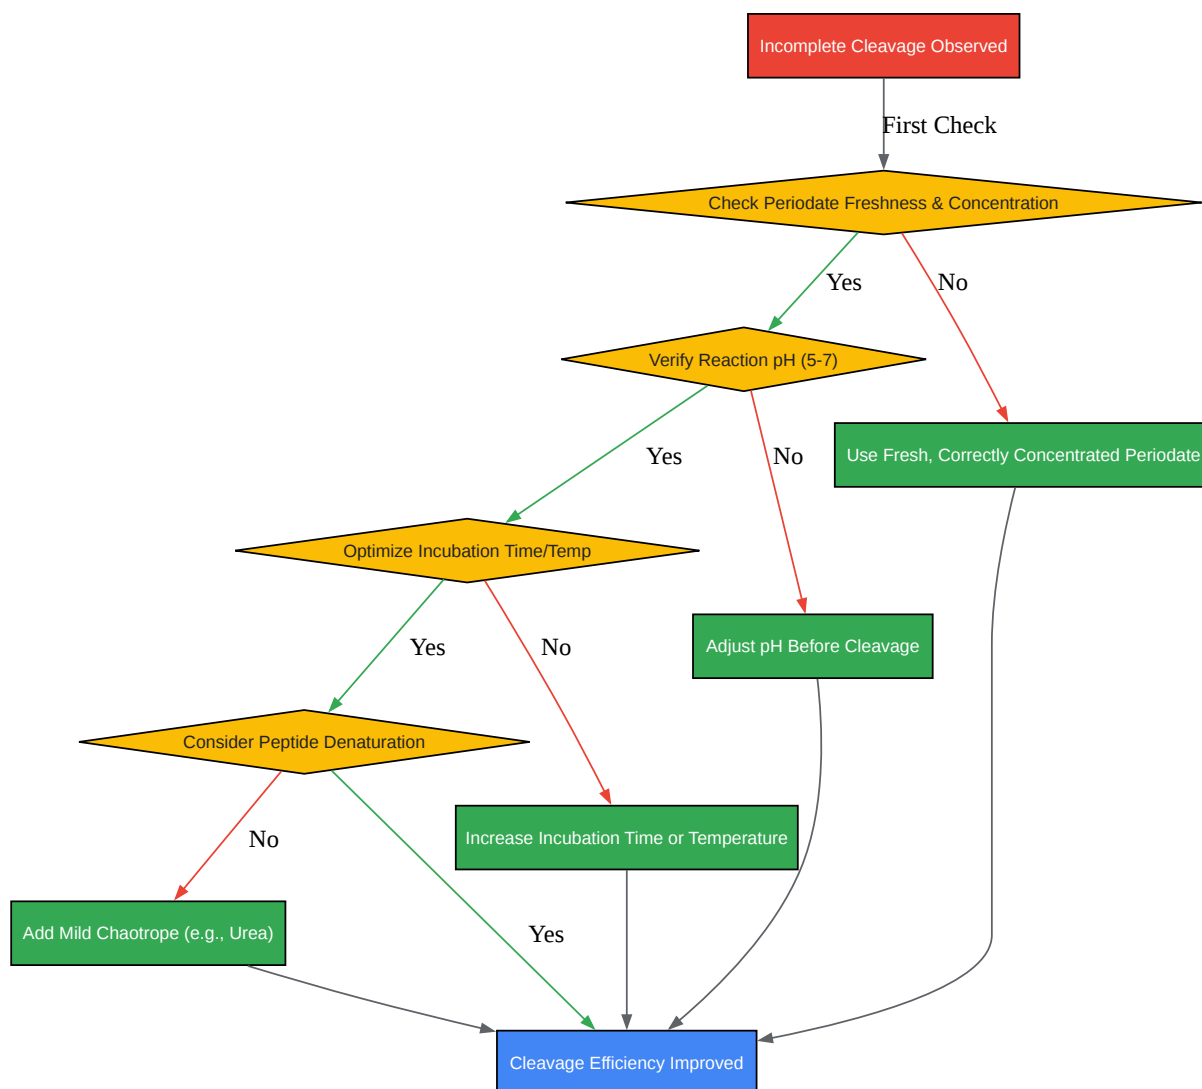 Incomplete Cleavage Observed
First Check
Check Periodate Freshness & Concentration
Yes
No
Verify Reaction pH (5-7)
Yes
No
Use Fresh, Correctly Concentrated Periodate
Optimize Incubation Time/Temp
Yes
No
Adjust pH Before Cleavage
Consider Peptide Denaturation
No
Increase Incubation Time or Temperature
Add Mild Chaotrope (e.g., Urea)
Yes
Cleavage Efficiency Improved